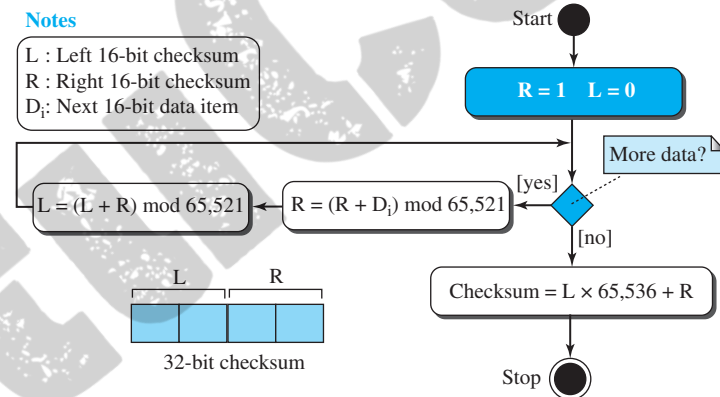 Notes
L : Left 16-bit checksum
R : Right 16-bit checksum
Dᵢ: Next 16-bit data item
Start
R = 1 L = 0
More data?
[yes]
L = (L + R) mod 65,521
R = (R + Dᵢ) mod 65,521
[no]
L R
Checksum = L × 65,536 + R
32-bit checksum
Stop